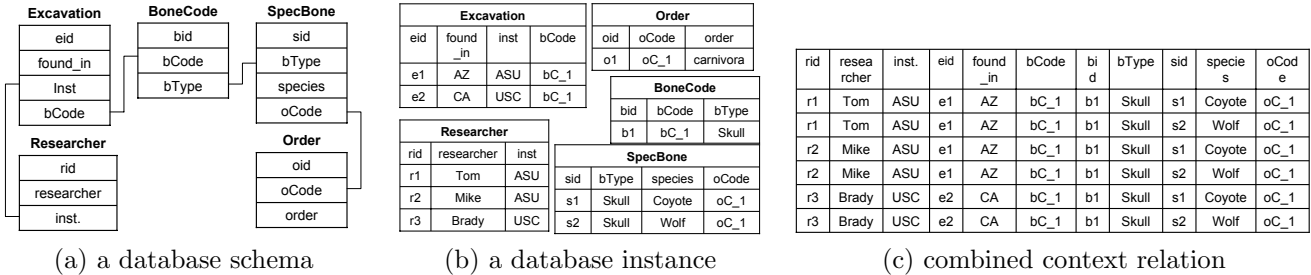 Excavation
eid
found_in
Inst
bCode
BoneCode
bid
bCode
bType
SpecBone
sid
bType
species
oCode
Researcher
rid
researcher
inst.
Order
oid
oCode
order
(a) a database schema
Excavation
eid found_in inst bCode
e1 AZ ASU bC_1
e2 CA USC bC_1
Order
oid oCode order
o1 oC_1 carnivora
BoneCode
bid bCode bType
b1 bC_1 Skull
Researcher
rid researcher inst
r1 Tom ASU
r2 Mike ASU
r3 Brady USC
SpecBone
sid bType species oCode
s1 Skull Coyote oC_1
s2 Skull Wolf oC_1
(b) a database instance
rid researcher inst. eid found_in bCode bid bType sid species oCode
r1 Tom ASU e1 AZ bC_1 b1 Skull s1 Coyote oC_1
r1 Tom ASU e1 AZ bC_1 b1 Skull s2 Wolf oC_1
r2 Mike ASU e1 AZ bC_1 b1 Skull s1 Coyote oC_1
r2 Mike ASU e1 AZ bC_1 b1 Skull s2 Wolf oC_1
r3 Brady USC e2 CA bC_1 b1 Skull s1 Coyote oC_1
r3 Brady USC e2 CA bC_1 b1 Skull s2 Wolf oC_1
(c) combined context relation